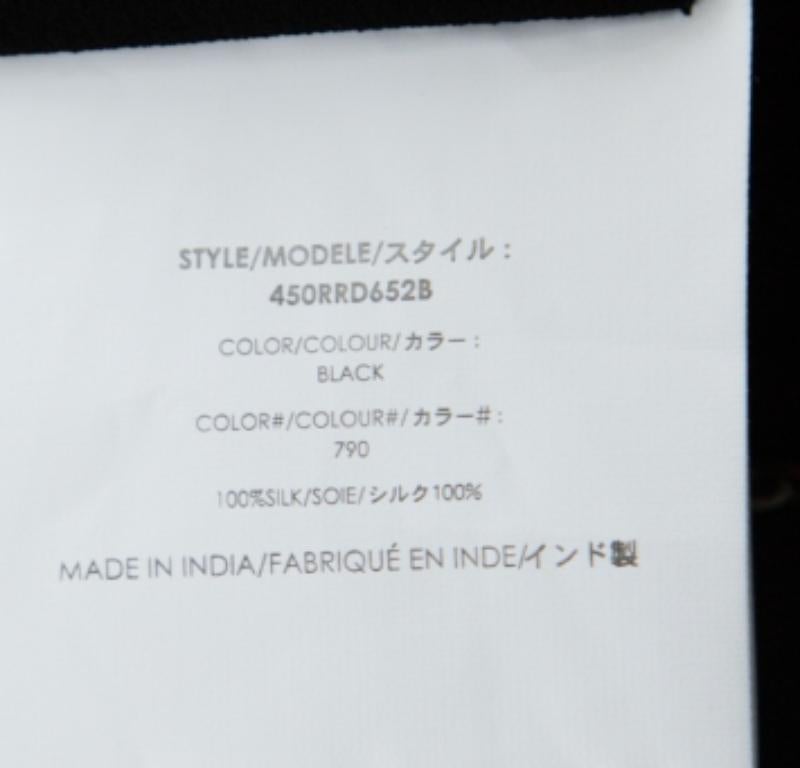 STYLE/MODELE/スタイル :
450RRD652B
COLOR/COLOUR/カラー :
BLACK
COLOR#/COLOUR#/カラー# :
790
100%SILK/SOIE/シルク100%
MADE IN INDIA/FABRIQUÉ EN INDE/インド製